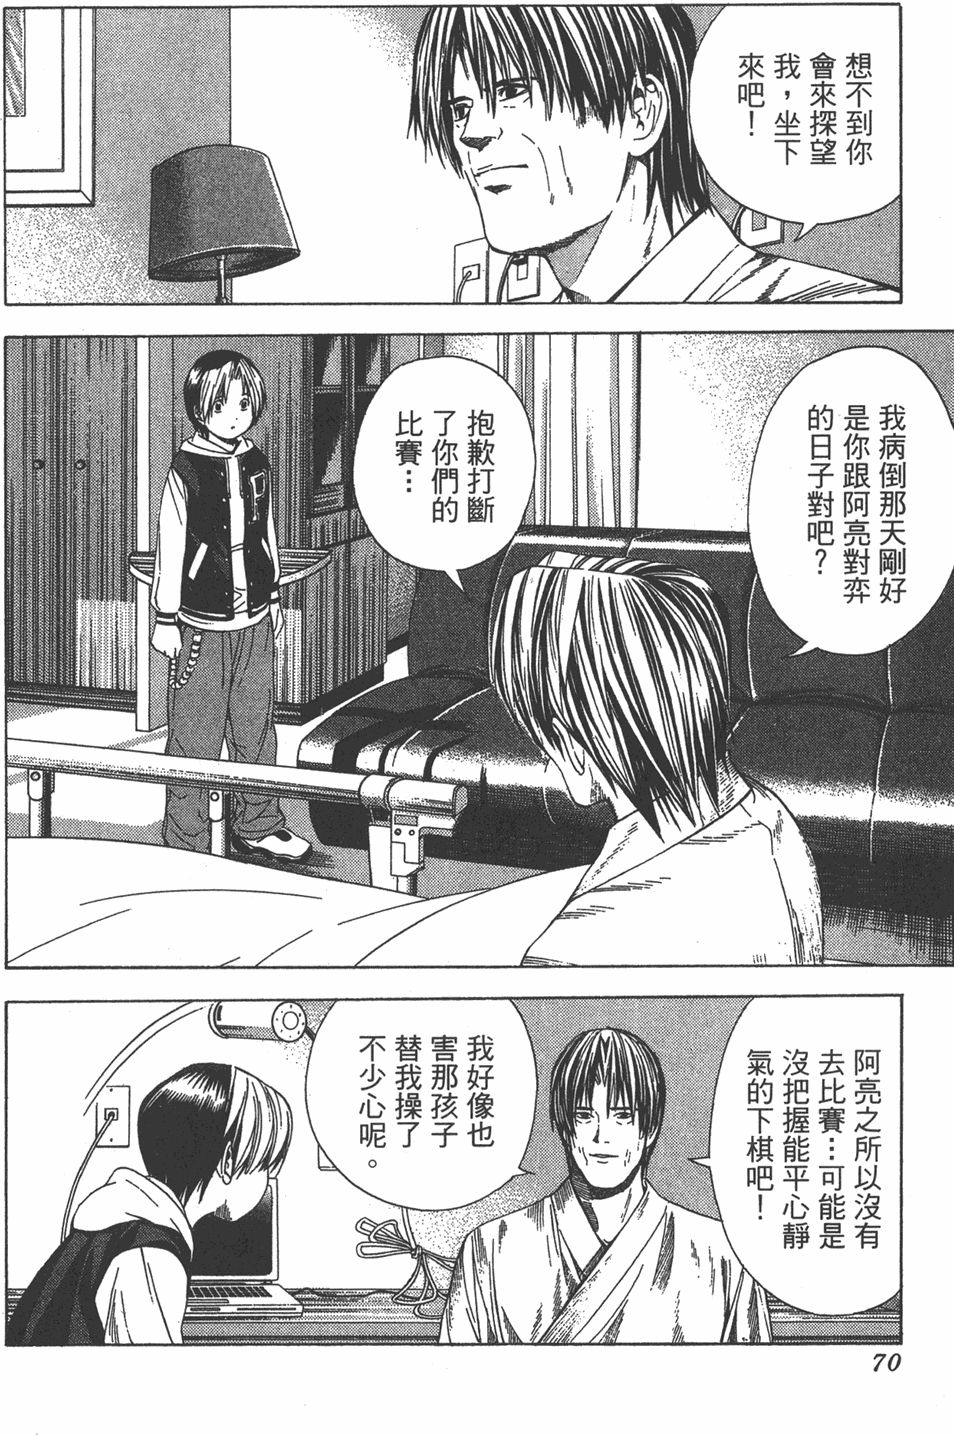 想不到你
會來探望
我，坐下
來吧！
我病倒那天剛好
是你跟阿亮對弈
的日子對吧？
抱歉打斷
了你們的
比賽…
P
阿亮之所以沒有
去比賽…可能是
沒把握能平心靜
氣的下棋吧！
我好像也
害那孩子
替我操了
不少心呢。
70